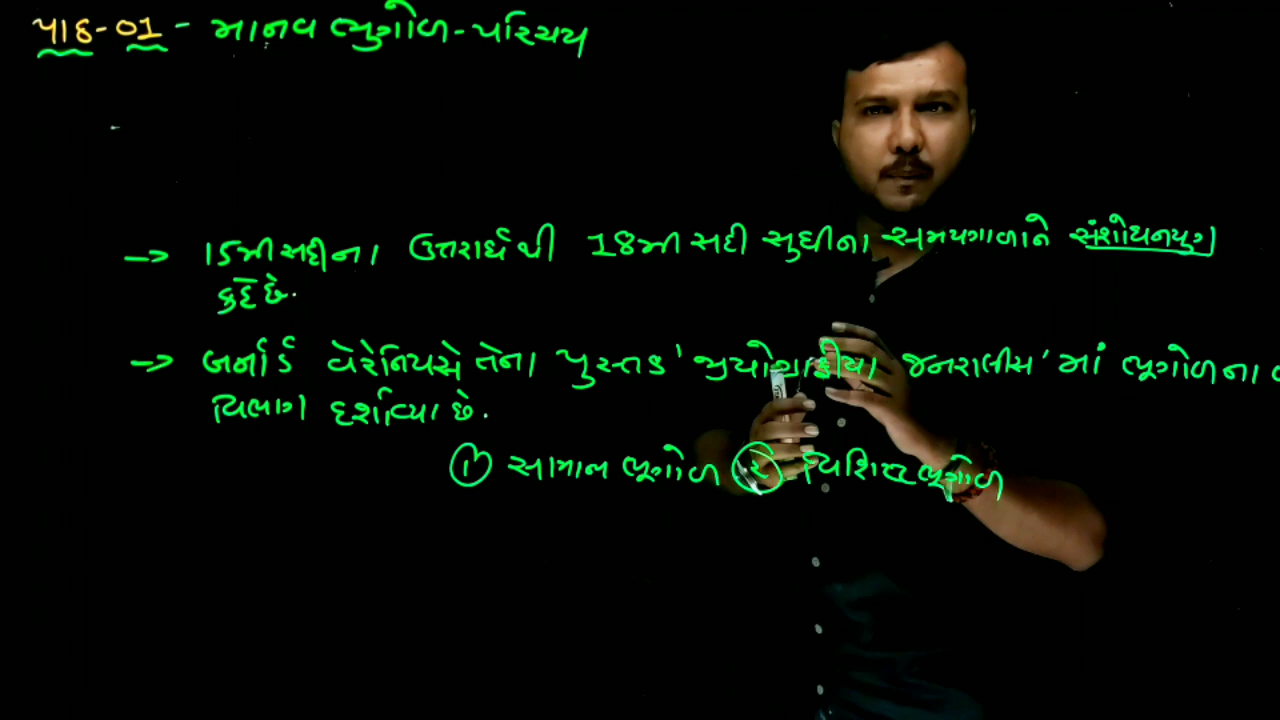 પાઠ-૦1 - માનવ ભુગોળ-પરિચય
→ 15મી સદીના ઉત્તરાર્ધથી 18મી સદી સુધીના સમયગાળાને સંશોધનયુગ
કહે છે.
→ બર્નાર્ડ વેરેનિયસે તેના પુસ્તક 'જીયોગ્રાફીયા જનરાલીસ' માં ભૂગોળના
વિભાગ દર્શાવ્યા છે.
① સામાન્ય ભૂગોળ ② વિશિષ્ટ ભૂગોળ